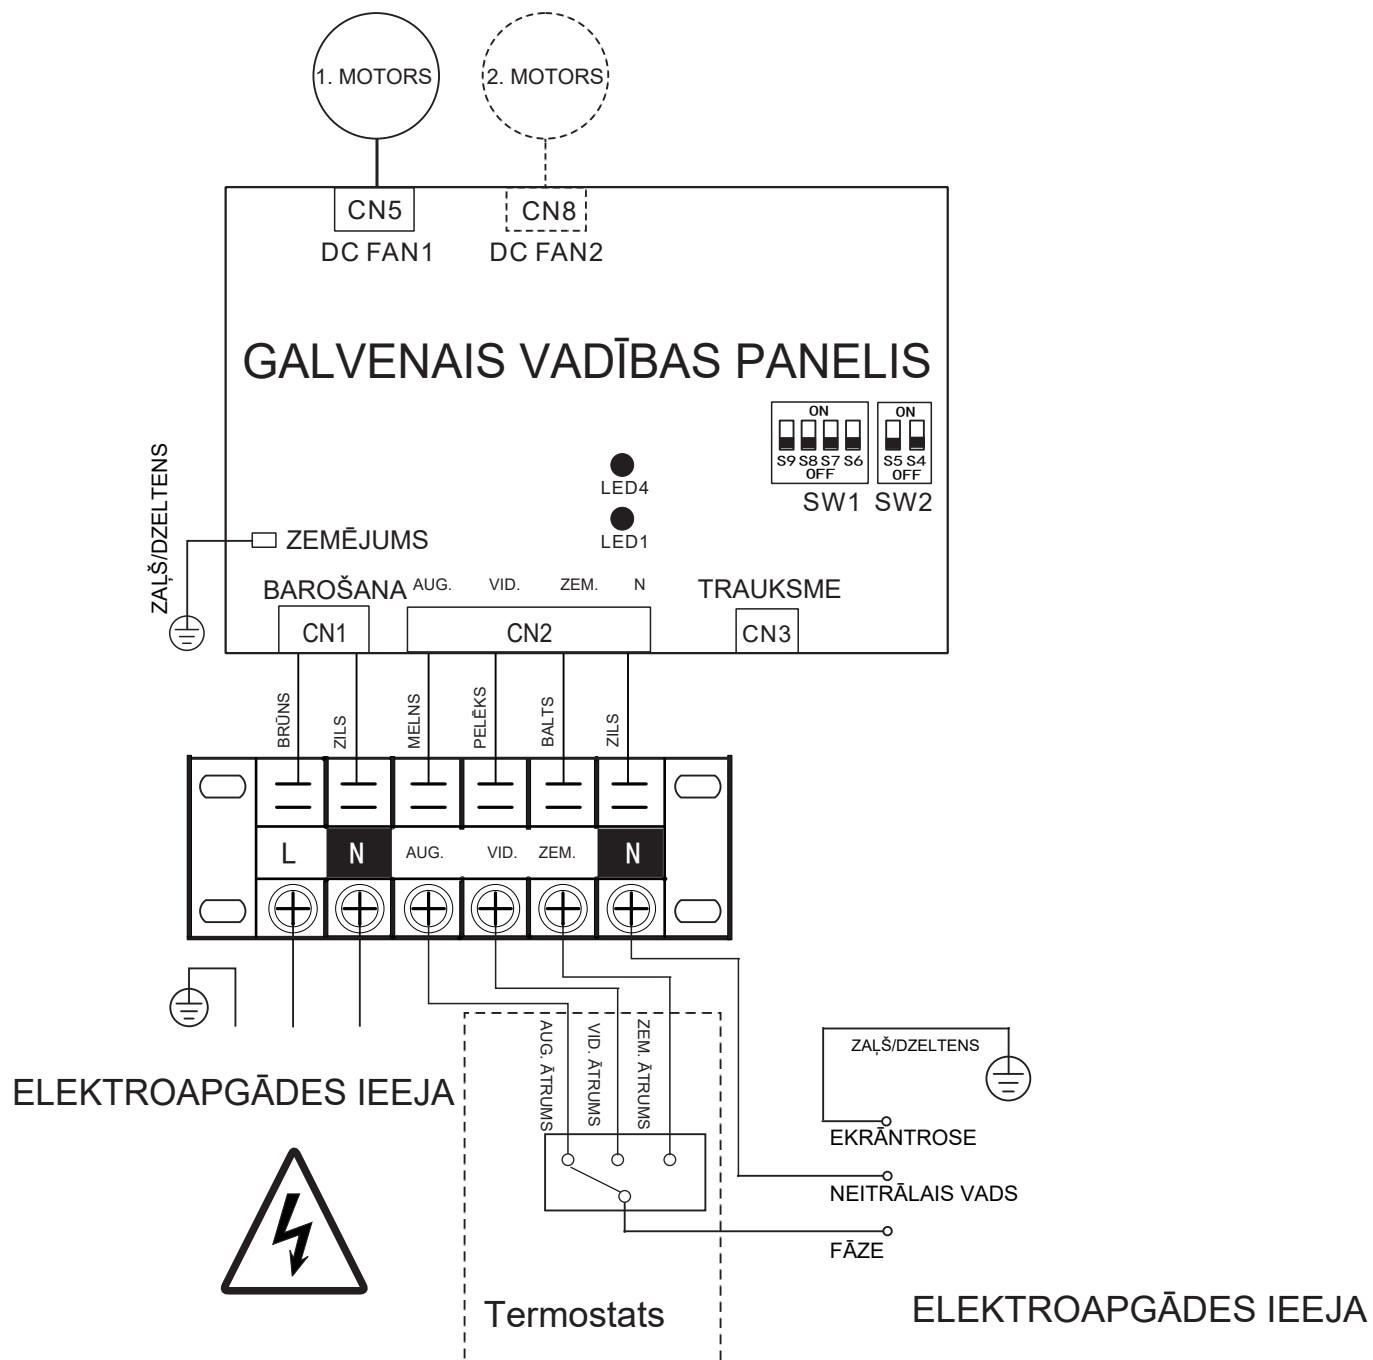 1. MOTORS
2. MOTORS
CN5
CN8
DC FAN1
DC FAN2
GALVENAIS VADĪBAS PANELIS
ON
ON
S9 S8 S7 S6
S5 S4
OFF
OFF
SW1
SW2
LED4
LED1
ZAĻŠ/DZELTENS
ZEMĒJUMS
BAROŠANA
AUG.
VID.
ZEM.
N
TRAUKSME
CN1
CN2
CN3
BRŪNS
ZILS
MELNS
PELĒKS
BALTS
ZILS
L
N
AUG.
VID.
ZEM.
N
AUG. ĀTRUMS
VID. ĀTRUMS
ZEM. ĀTRUMS
ZAĻŠ/DZELTENS
ELEKTROAPGĀDES IEEJA
EKRĀNTROSE
NEITRĀLAIS VADS
FĀZE
Termostats
ELEKTROAPGĀDES IEEJA